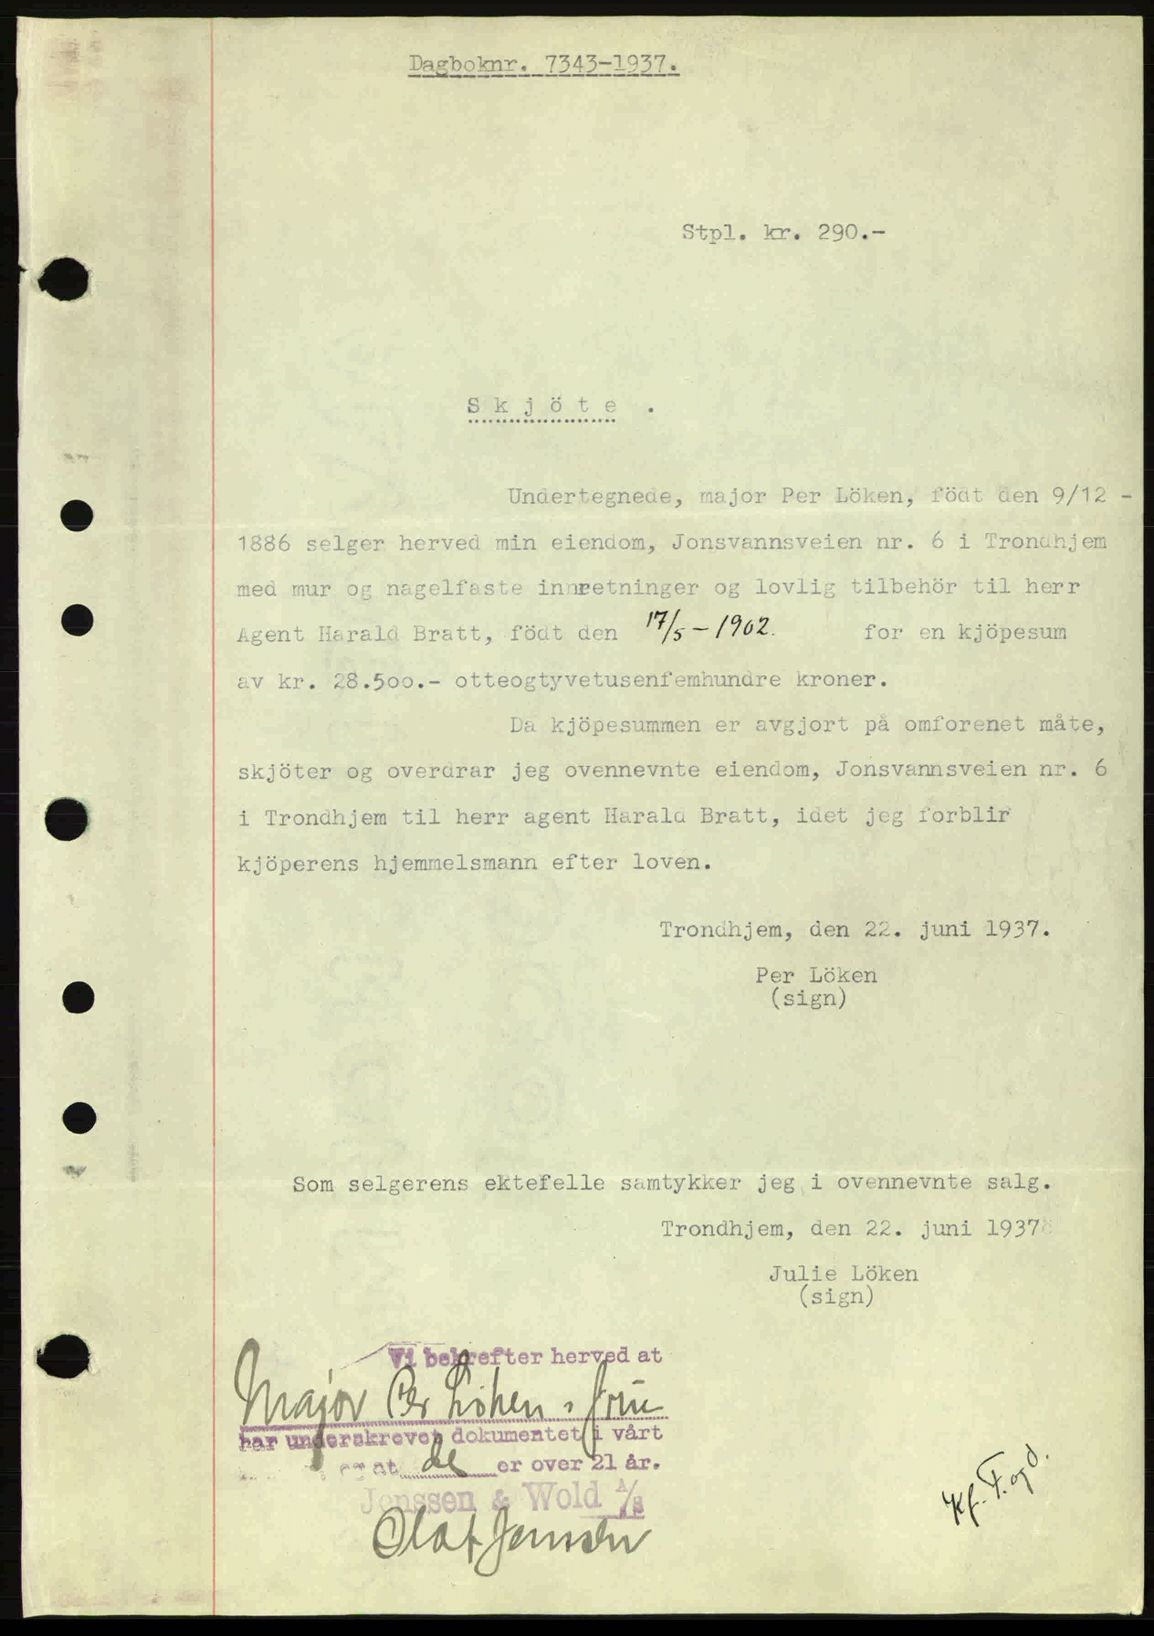 Dagboknr. 7343-1937.
Stpl. kr. 290.-
S k j ö t e .
Undertegnede, major Per Löken, födt den 9/12 -
1886 selger herved min eiendom, Jonsvannsveien nr. 6 i Trondhjem
med mur og nagelfaste innretninger og lovlig tilbehör til herr
Agent Harald Bratt, födt den 17/5 - 1902. for en kjöpesum
av kr. 28.500.- otteogtyvetusenfemhundre kroner.
Da kjöpesummen er avgjort på omforenet måte,
skjöter og overdrar jeg ovennevnte eiendom, Jonsvannsveien nr. 6
i Trondhjem til herr agent Harald Bratt, idet jeg forblir
kjöperens hjemmelsmann efter loven.
Trondhjem, den 22. juni 1937.
Per Löken
(sign)
Som selgerens ektefelle samtykker jeg i ovennevnte salg.
Trondhjem, den 22. juni 1937
Julie Löken
(sign)
Vi bekrefter herved at
Major Per Löken & frue
har underskrevet dokumentet i vårt
og at de er over 21 år.
Jenssen & Wold A/S
Olaf Jenssen
Kf. F. og d.